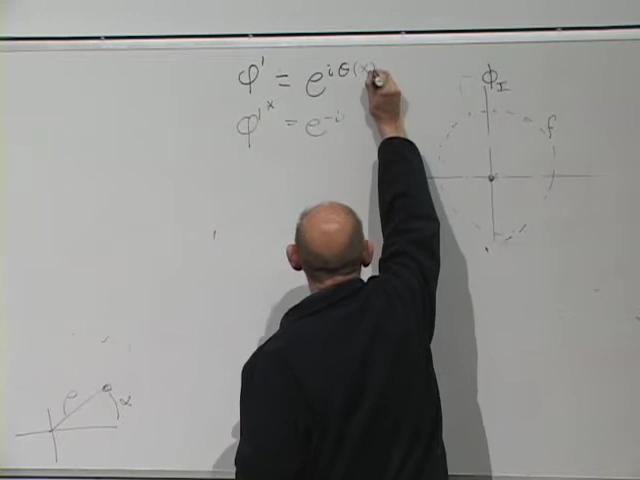 φ' = e^{iθ(x)}
φ'* = e^{-i
φ_I
f
ρ
α